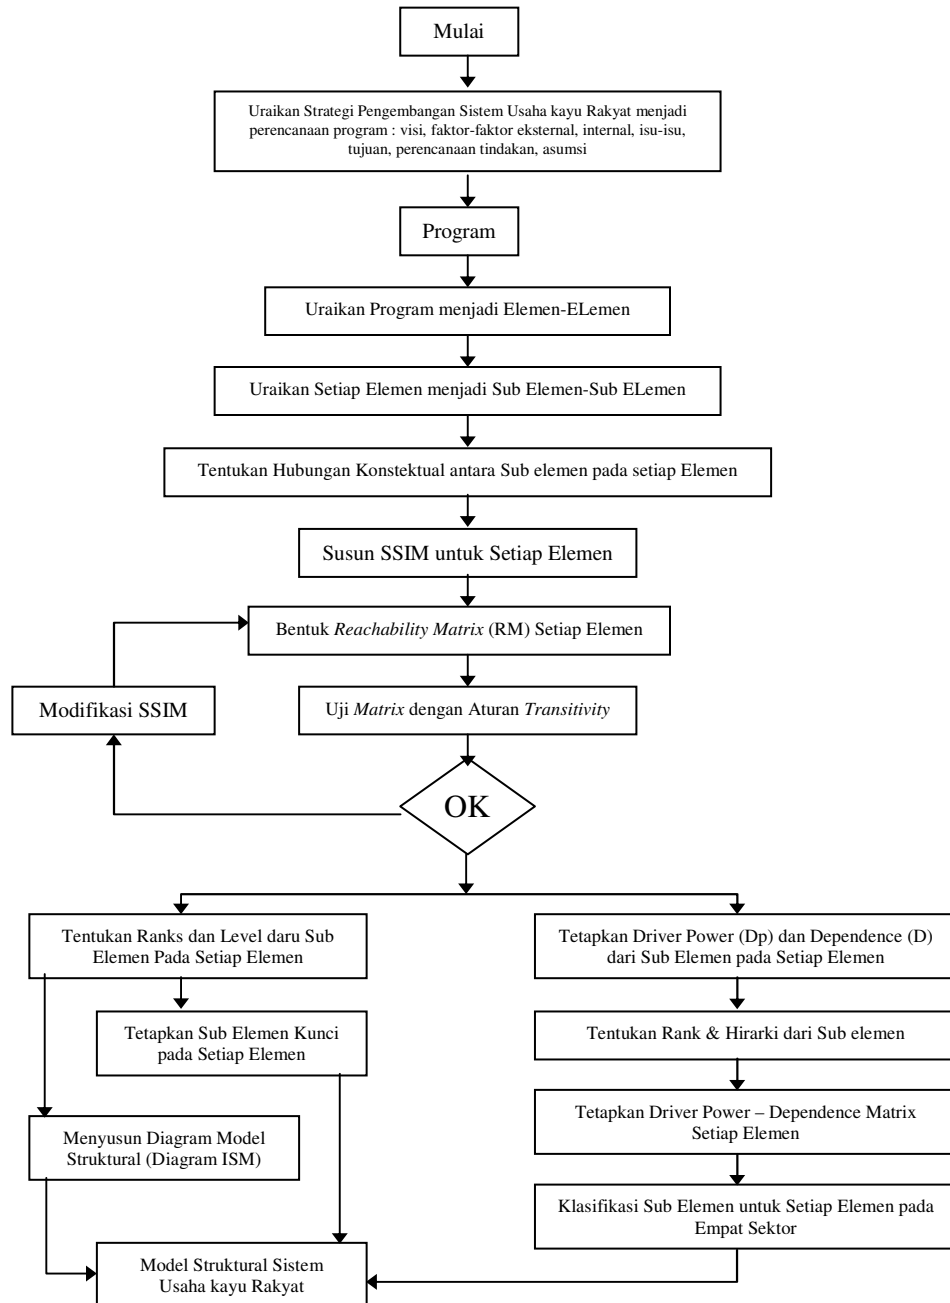 Mulai
Uraikan Strategi Pengembangan Sistem Usaha kayu Rakyat menjadi
perencanaan program : visi, faktor-faktor eksternal, internal, isu-isu,
tujuan, perencanaan tindakan, asumsi
Program
Uraikan Program menjadi Elemen-ELemen
Uraikan Setiap Elemen menjadi Sub Elemen-Sub ELemen
Tentukan Hubungan Konstektual antara Sub elemen pada setiap Elemen
Susun SSIM untuk Setiap Elemen
Bentuk Reachability Matrix (RM) Setiap Elemen
Modifikasi SSIM
Uji Matrix dengan Aturan Transitivity
OK
Tentukan Ranks dan Level daru Sub
Elemen Pada Setiap Elemen
Tetapkan Driver Power (Dp) dan Dependence (D)
dari Sub Elemen pada Setiap Elemen
Tetapkan Sub Elemen Kunci
pada Setiap Elemen
Tentukan Rank & Hirarki dari Sub elemen
Menyusun Diagram Model
Struktural (Diagram ISM)
Tetapkan Driver Power – Dependence Matrix
Setiap Elemen
Klasifikasi Sub Elemen untuk Setiap Elemen pada
Empat Sektor
Model Struktural Sistem
Usaha kayu Rakyat